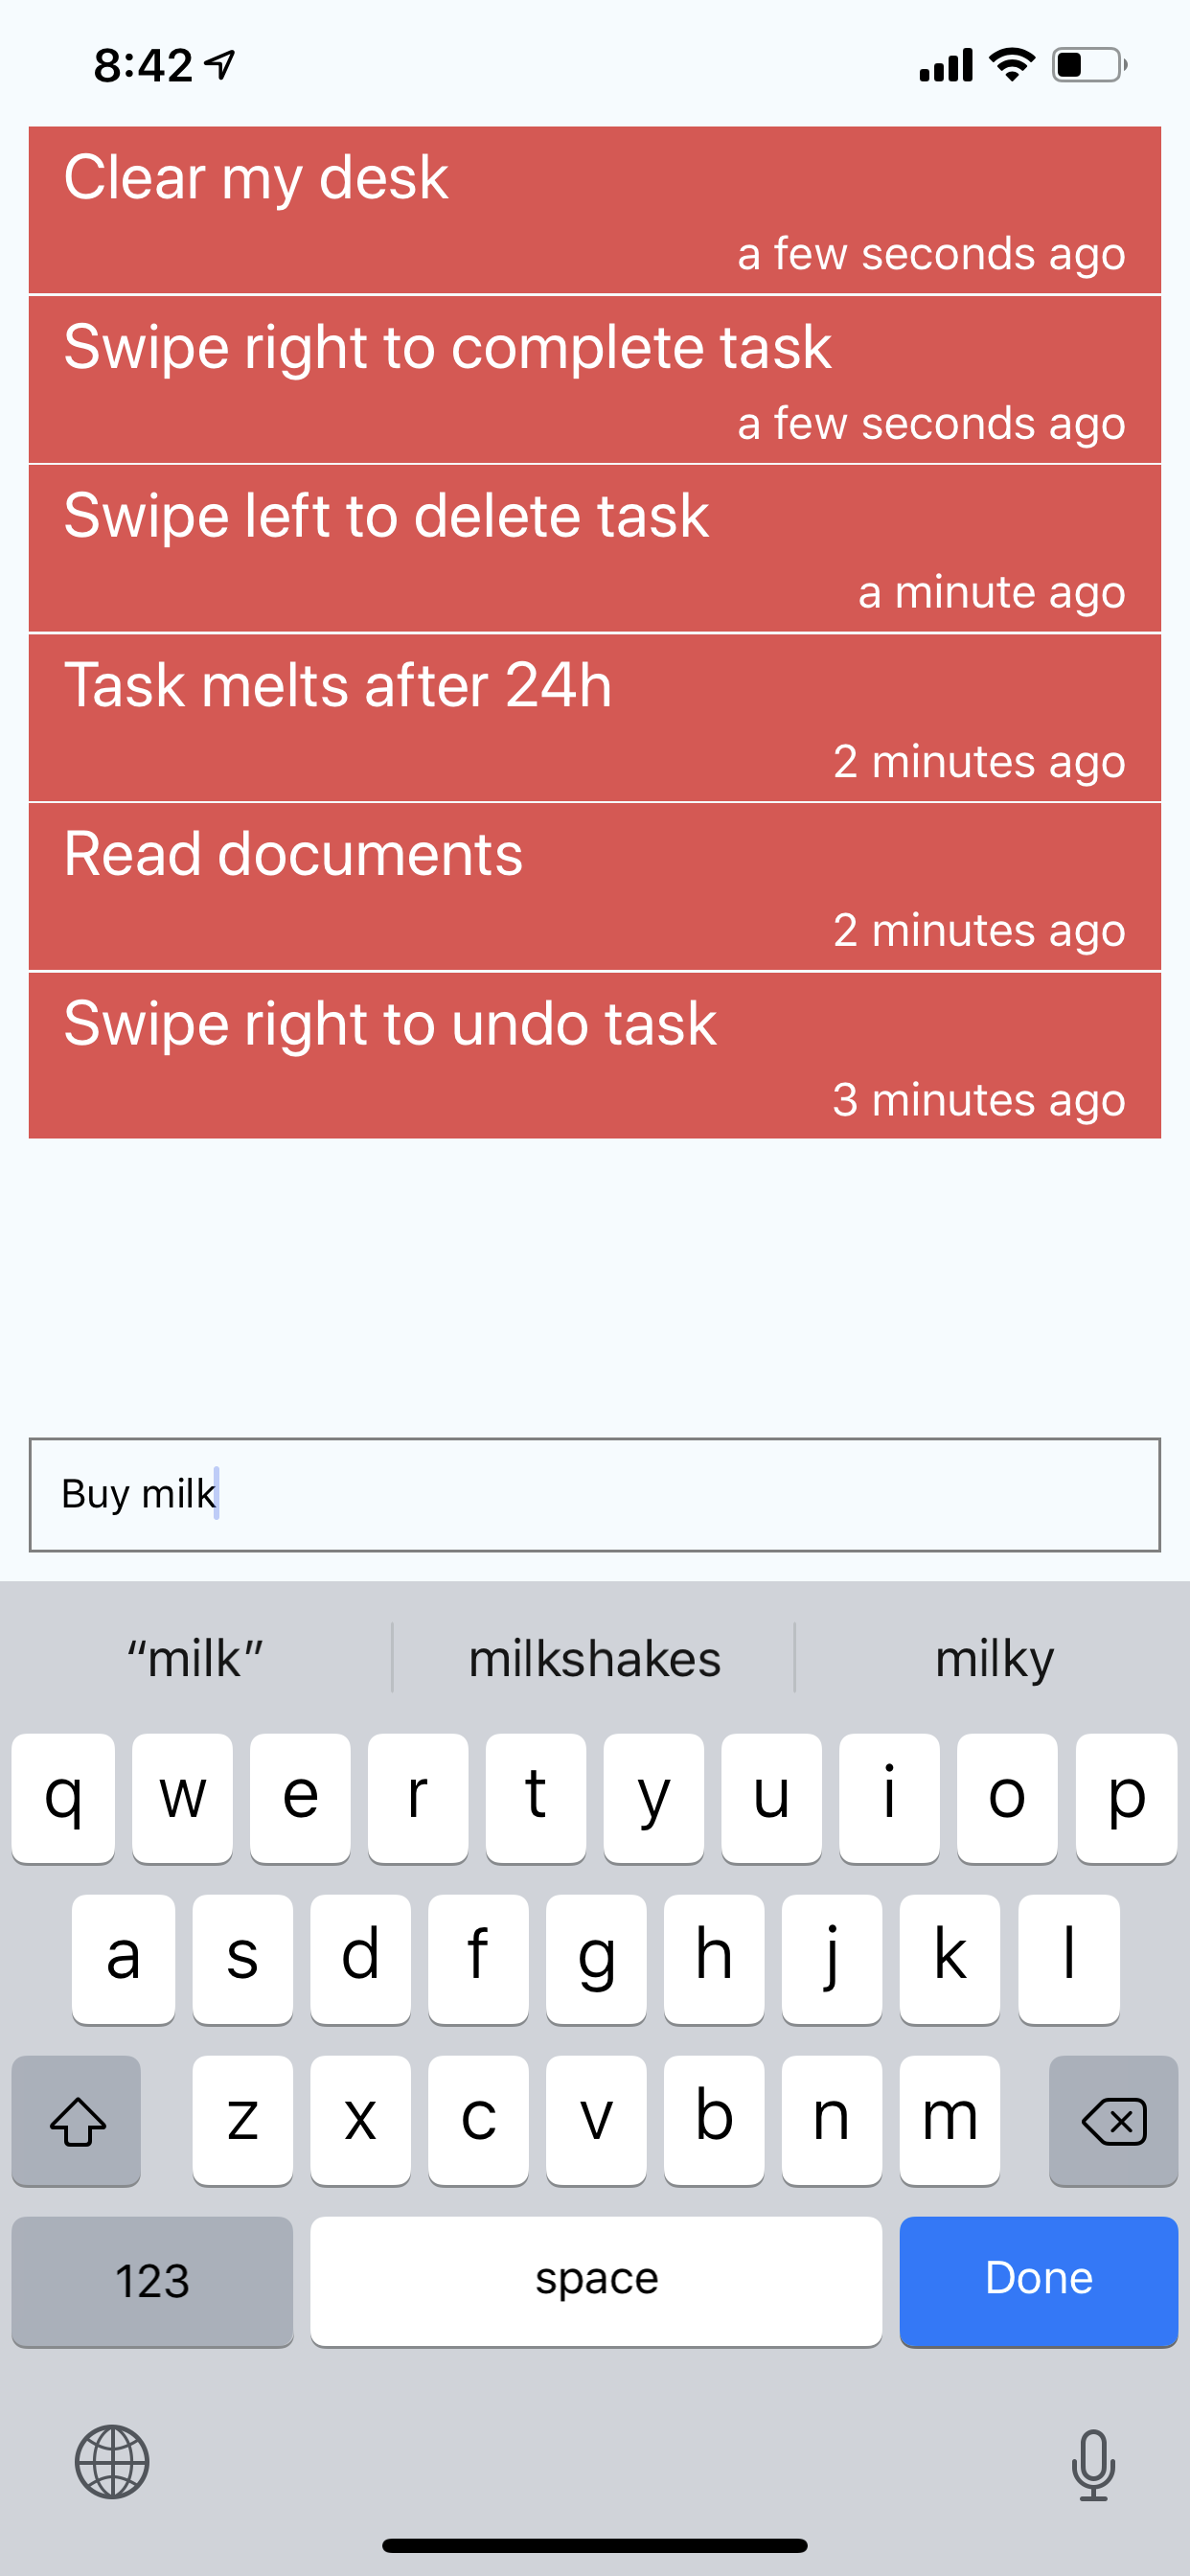 8:42
Clear my desk
a few seconds ago
Swipe right to complete task
a few seconds ago
Swipe left to delete task
a minute ago
Task melts after 24h
2 minutes ago
Read documents
2 minutes ago
Swipe right to undo task
3 minutes ago
Buy milk
“milk” milkshakes milky
q w e r t y u i o p
a s d f g h j k l
z x c v b n m
123 space Done